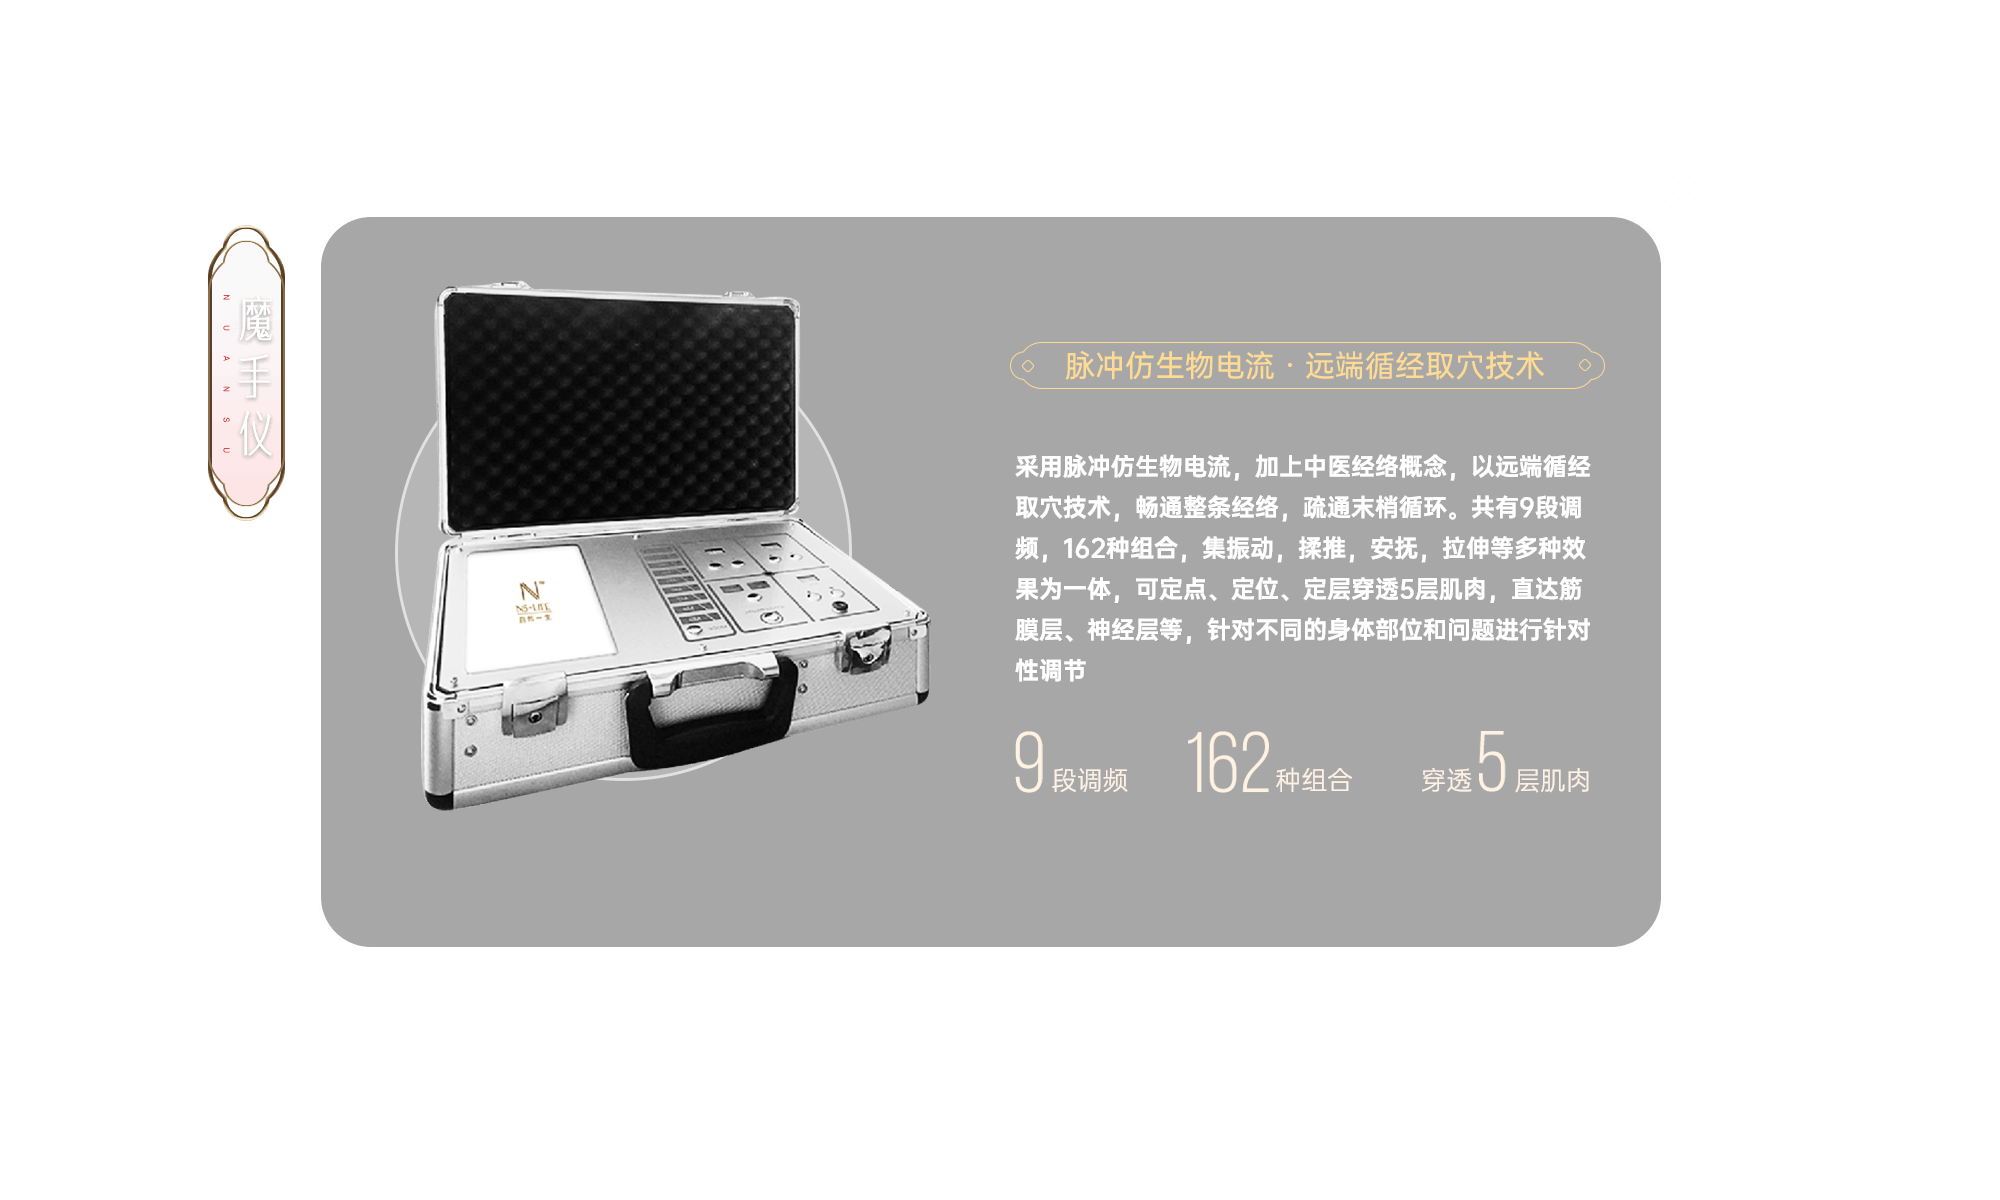 魔手仪
NUANSU
N™
脉冲仿生物电流 · 远端循经取穴技术
采用脉冲仿生物电流，加上中医经络概念，以远端循经
取穴技术，畅通整条经络，疏通末梢循环。共有9段调
频，162种组合，集振动，揉推，安抚，拉伸等多种效
果为一体，可定点、定位、定层穿透5层肌肉，直达筋
膜层、神经层等，针对不同的身体部位和问题进行针对
性调节
9段调频 162种组合 穿透5层肌肉